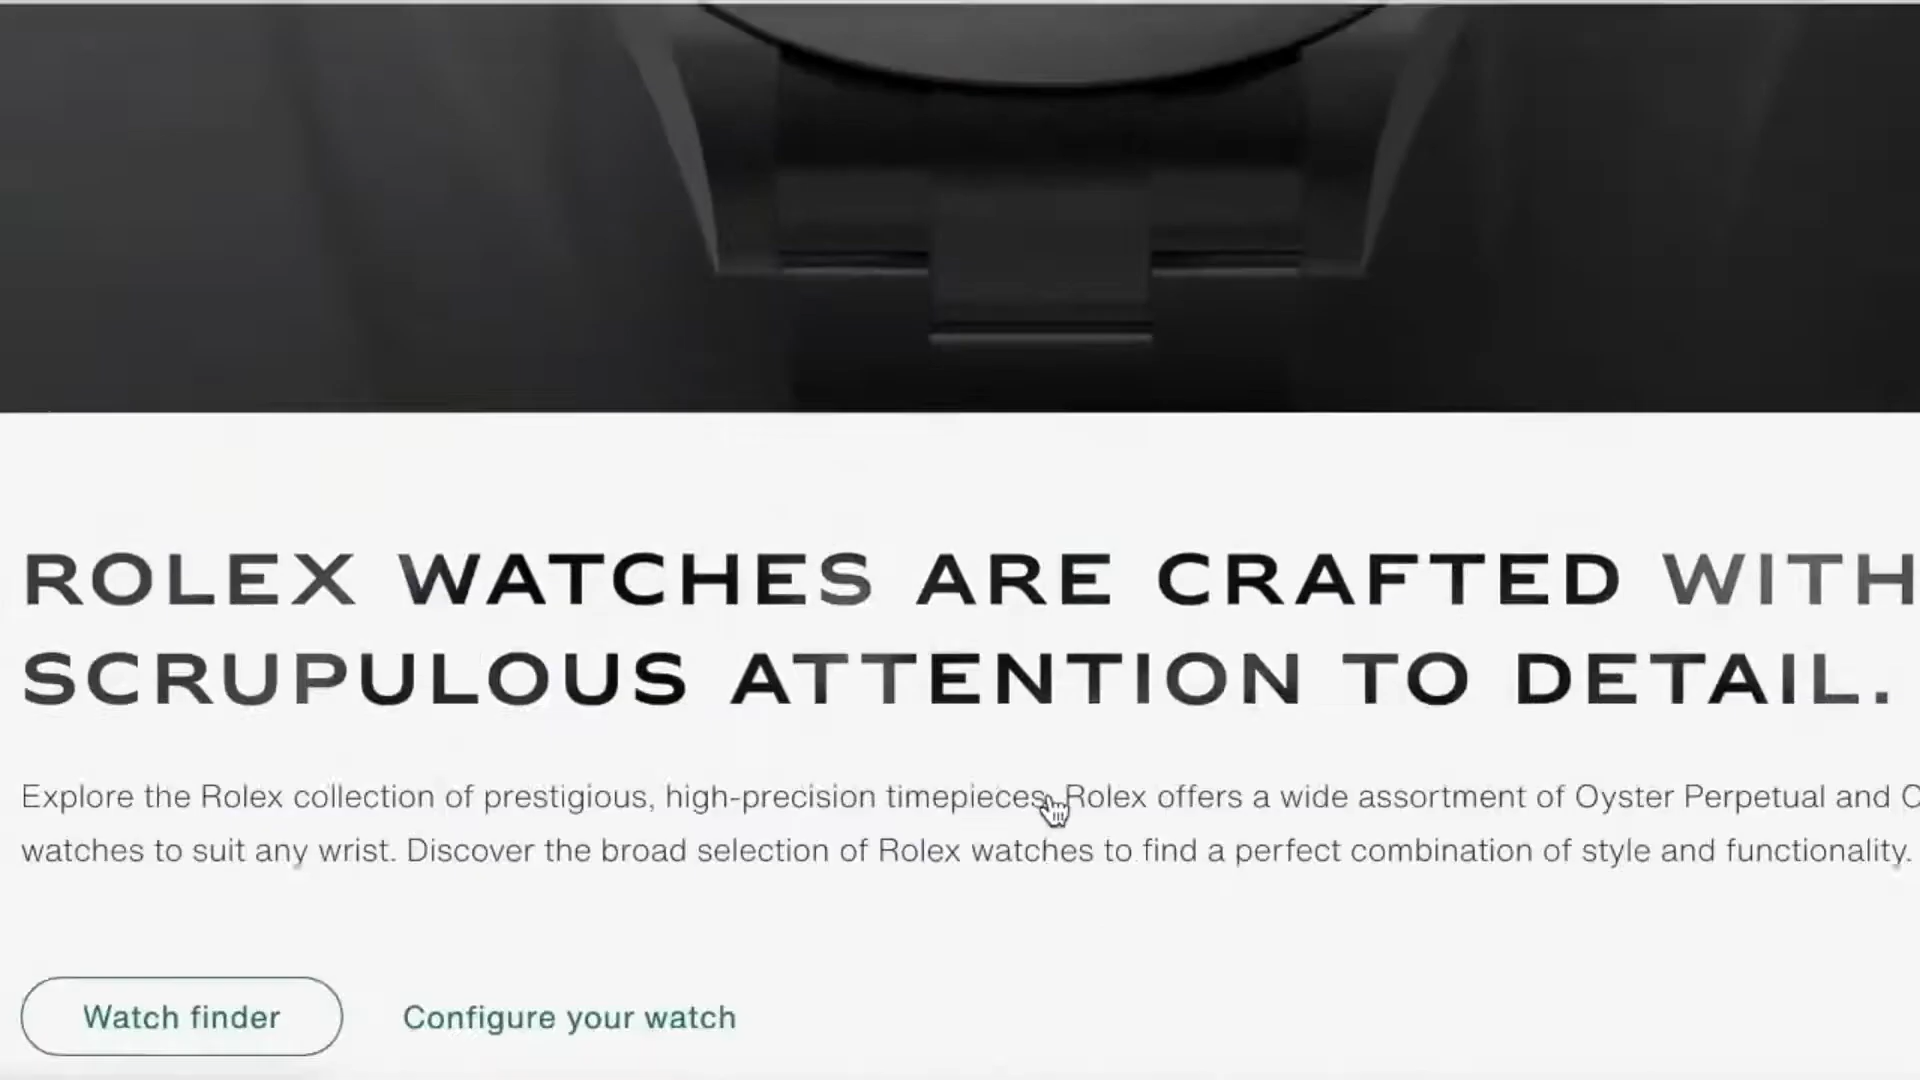 ROLEX WATCHES ARE CRAFTED WITH
SCRUPULOUS ATTENTION TO DETAIL.
Explore the Rolex collection of prestigious, high-precision timepieces. Rolex offers a wide assortment of Oyster Perpetual and
watches to suit any wrist. Discover the broad selection of Rolex watches to find a perfect combination of style and functionality.
Watch finder
Configure your watch